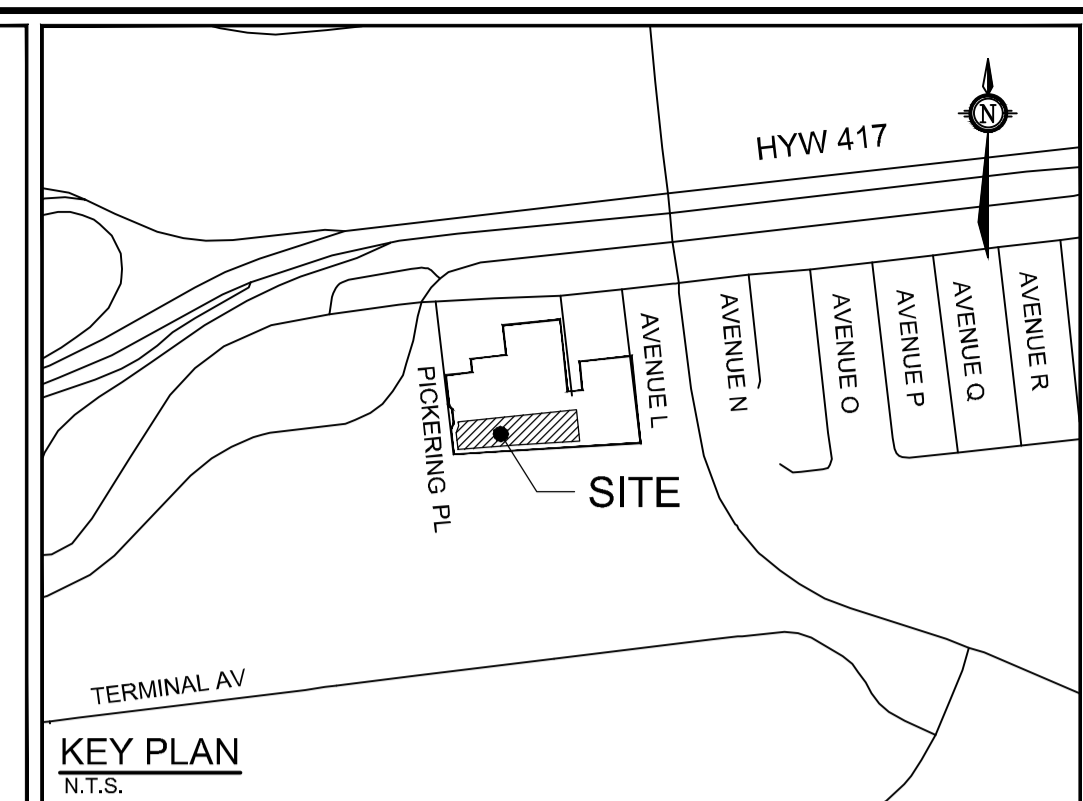 HYW 417
N
AVENUE L
AVENUE N
AVENUE O
AVENUE P
AVENUE Q
AVENUE R
PICKERING PL
SITE
TERMINAL AV
KEY PLAN
N.T.S.